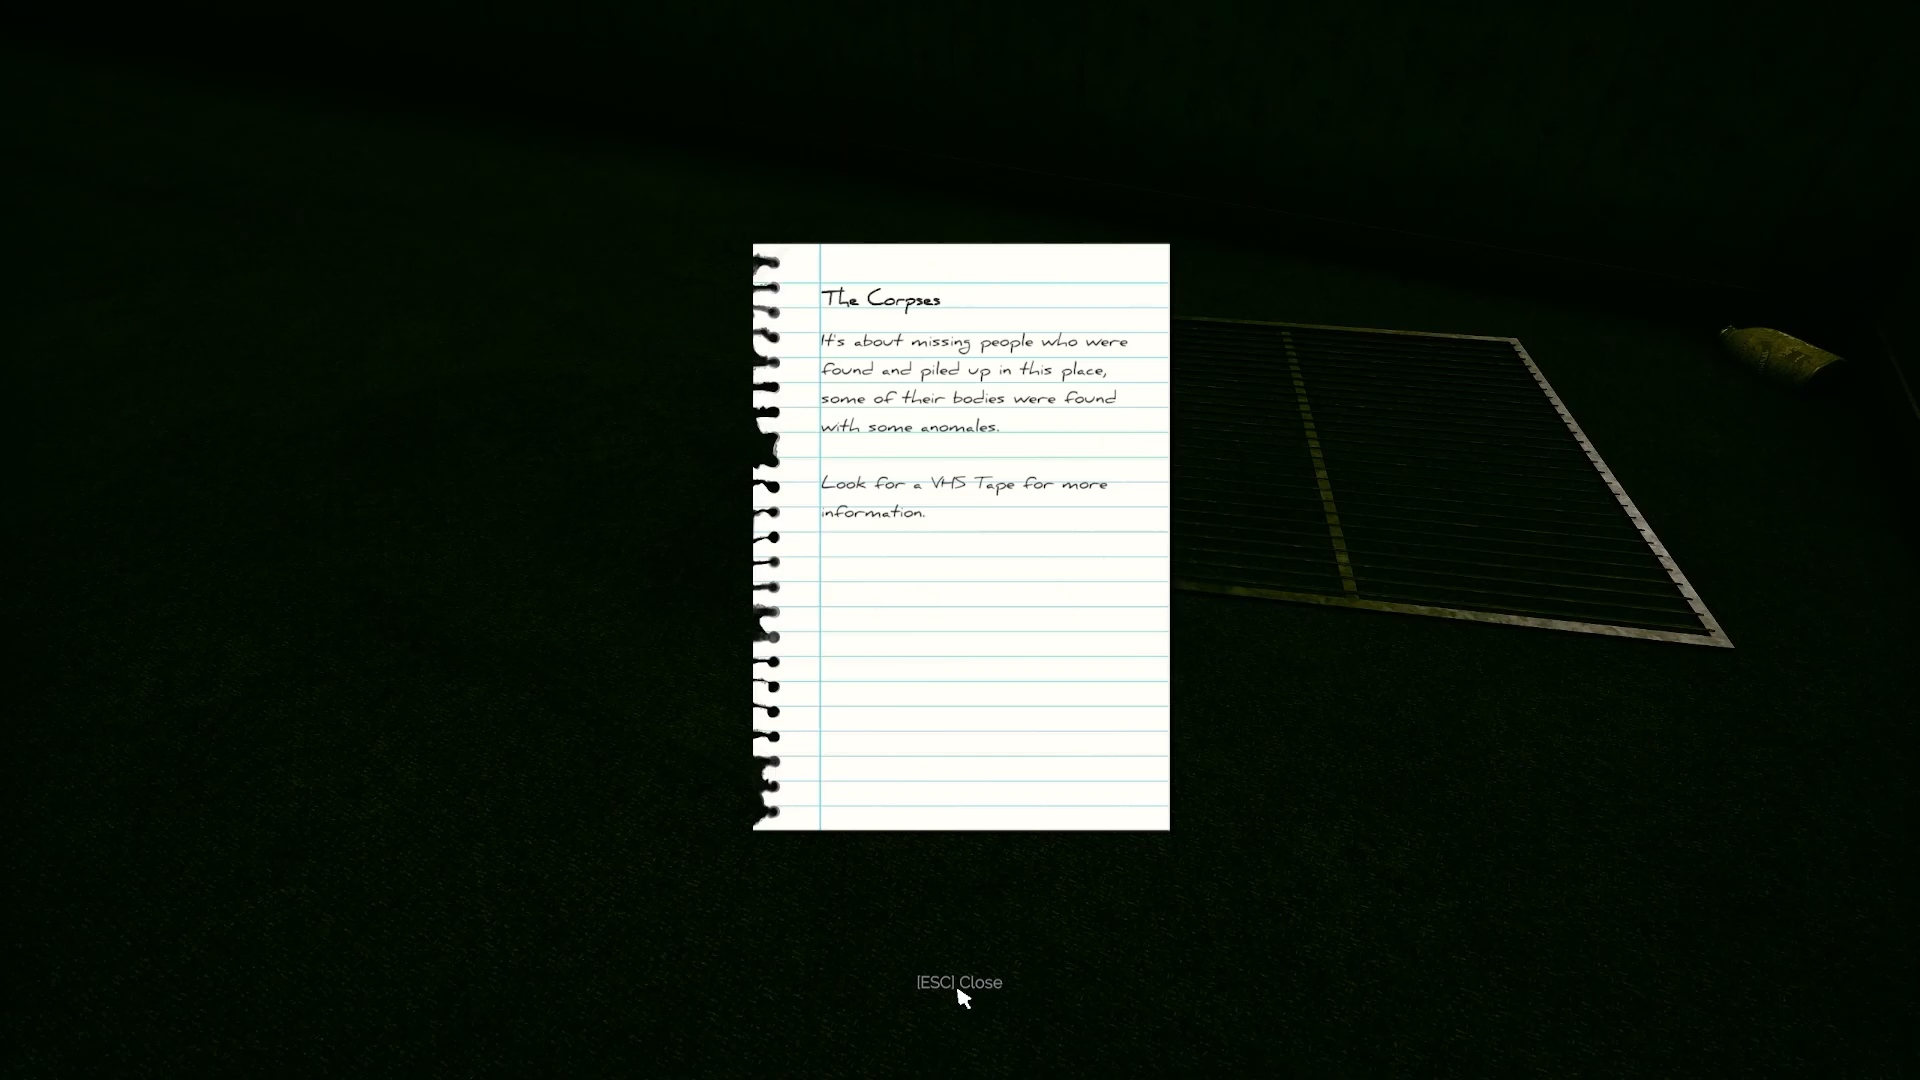 The Corpses
It's about missing people who were
found and piled up in this place,
some of their bodies were found
with some anomales.
Look for a VHS Tape for more
information.
[ESC] Close